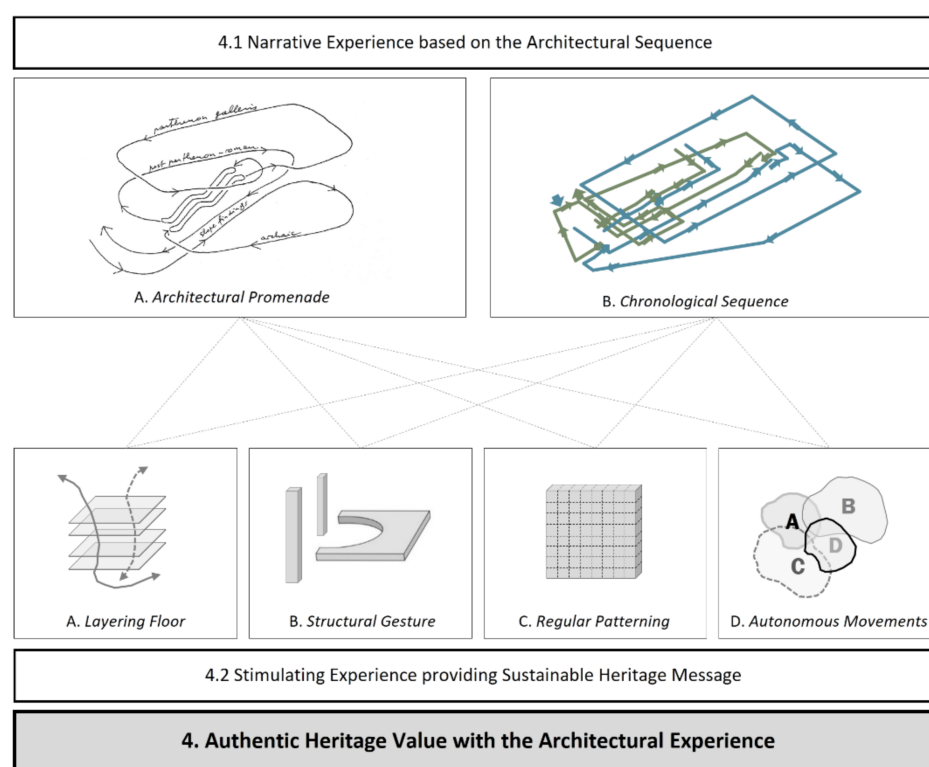 4.1 Narrative Experience based on the Architectural Sequence
parthenon galleries
post parthenon - roman
slope findings
archaic
A. Architectural Promenade
B. Chronological Sequence
A
B
C
D
A. Layering Floor
B. Structural Gesture
C. Regular Patterning
D. Autonomous Movements
4.2 Stimulating Experience providing Sustainable Heritage Message
4. Authentic Heritage Value with the Architectural Experience